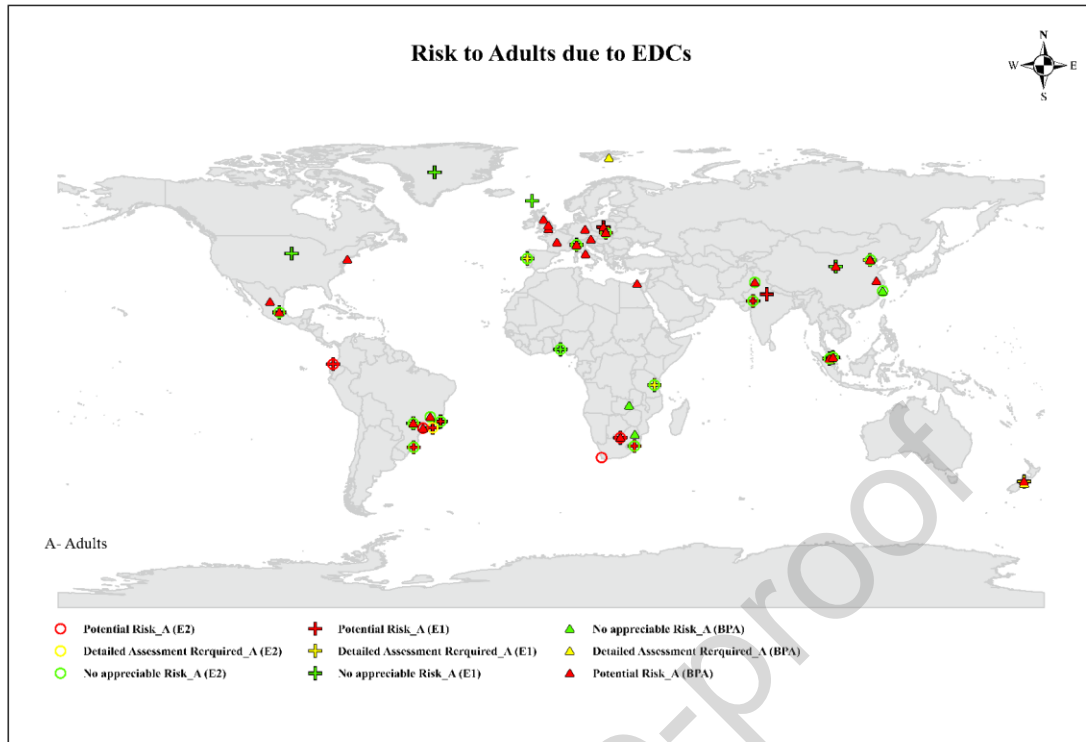 Risk to Adults due to EDCs
N
W E
S
A- Adults
Potential Risk_A (E2)
Potential Risk_A (E1)
No appreciable Risk_A (BPA)
Detailed Assessment Rerquired_A (E2)
Detailed Assessment Rerquired_A (E1)
Detailed Assessment Rerquired_A (BPA)
No appreciable Risk_A (E2)
No appreciable Risk_A (E1)
Potential Risk_A (BPA)
e-proof